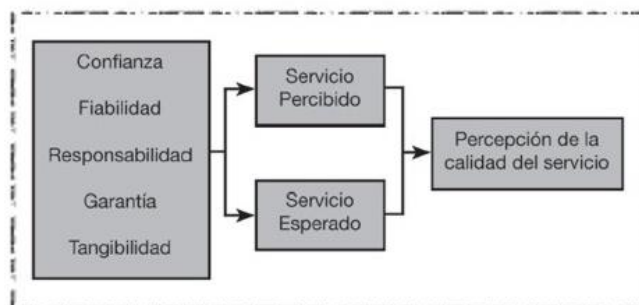 Confianza
Fiabilidad
Responsabilidad
Garantía
Tangibilidad
Servicio
Percibido
Servicio
Esperado
Percepción de la
calidad del servicio